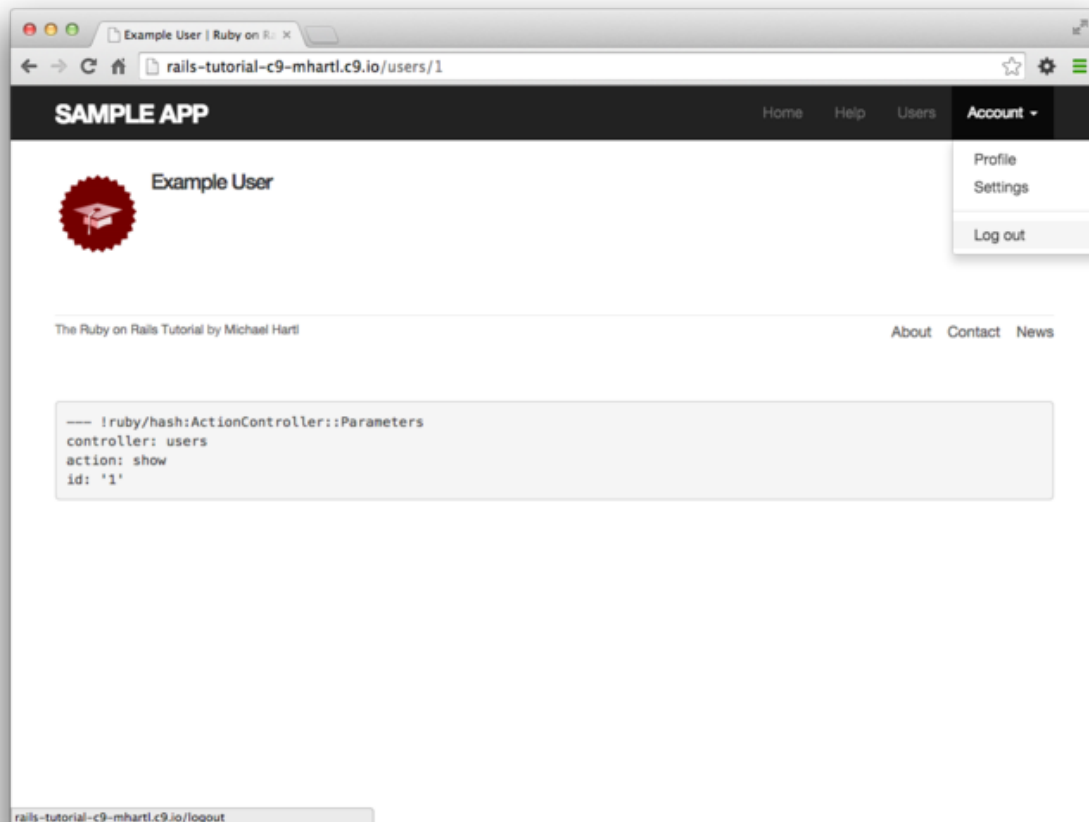 Example User | Ruby on Ra
rails-tutorial-c9-mhartl.c9.io/users/1
SAMPLE APP
Home Help Users Account
Profile
Settings
Log out
Example User
The Ruby on Rails Tutorial by Michael Hartl
About Contact News
--- !ruby/hash:ActionController::Parameters
controller: users
action: show
id: '1'
rails-tutorial-c9-mhartl.c9.io/logout